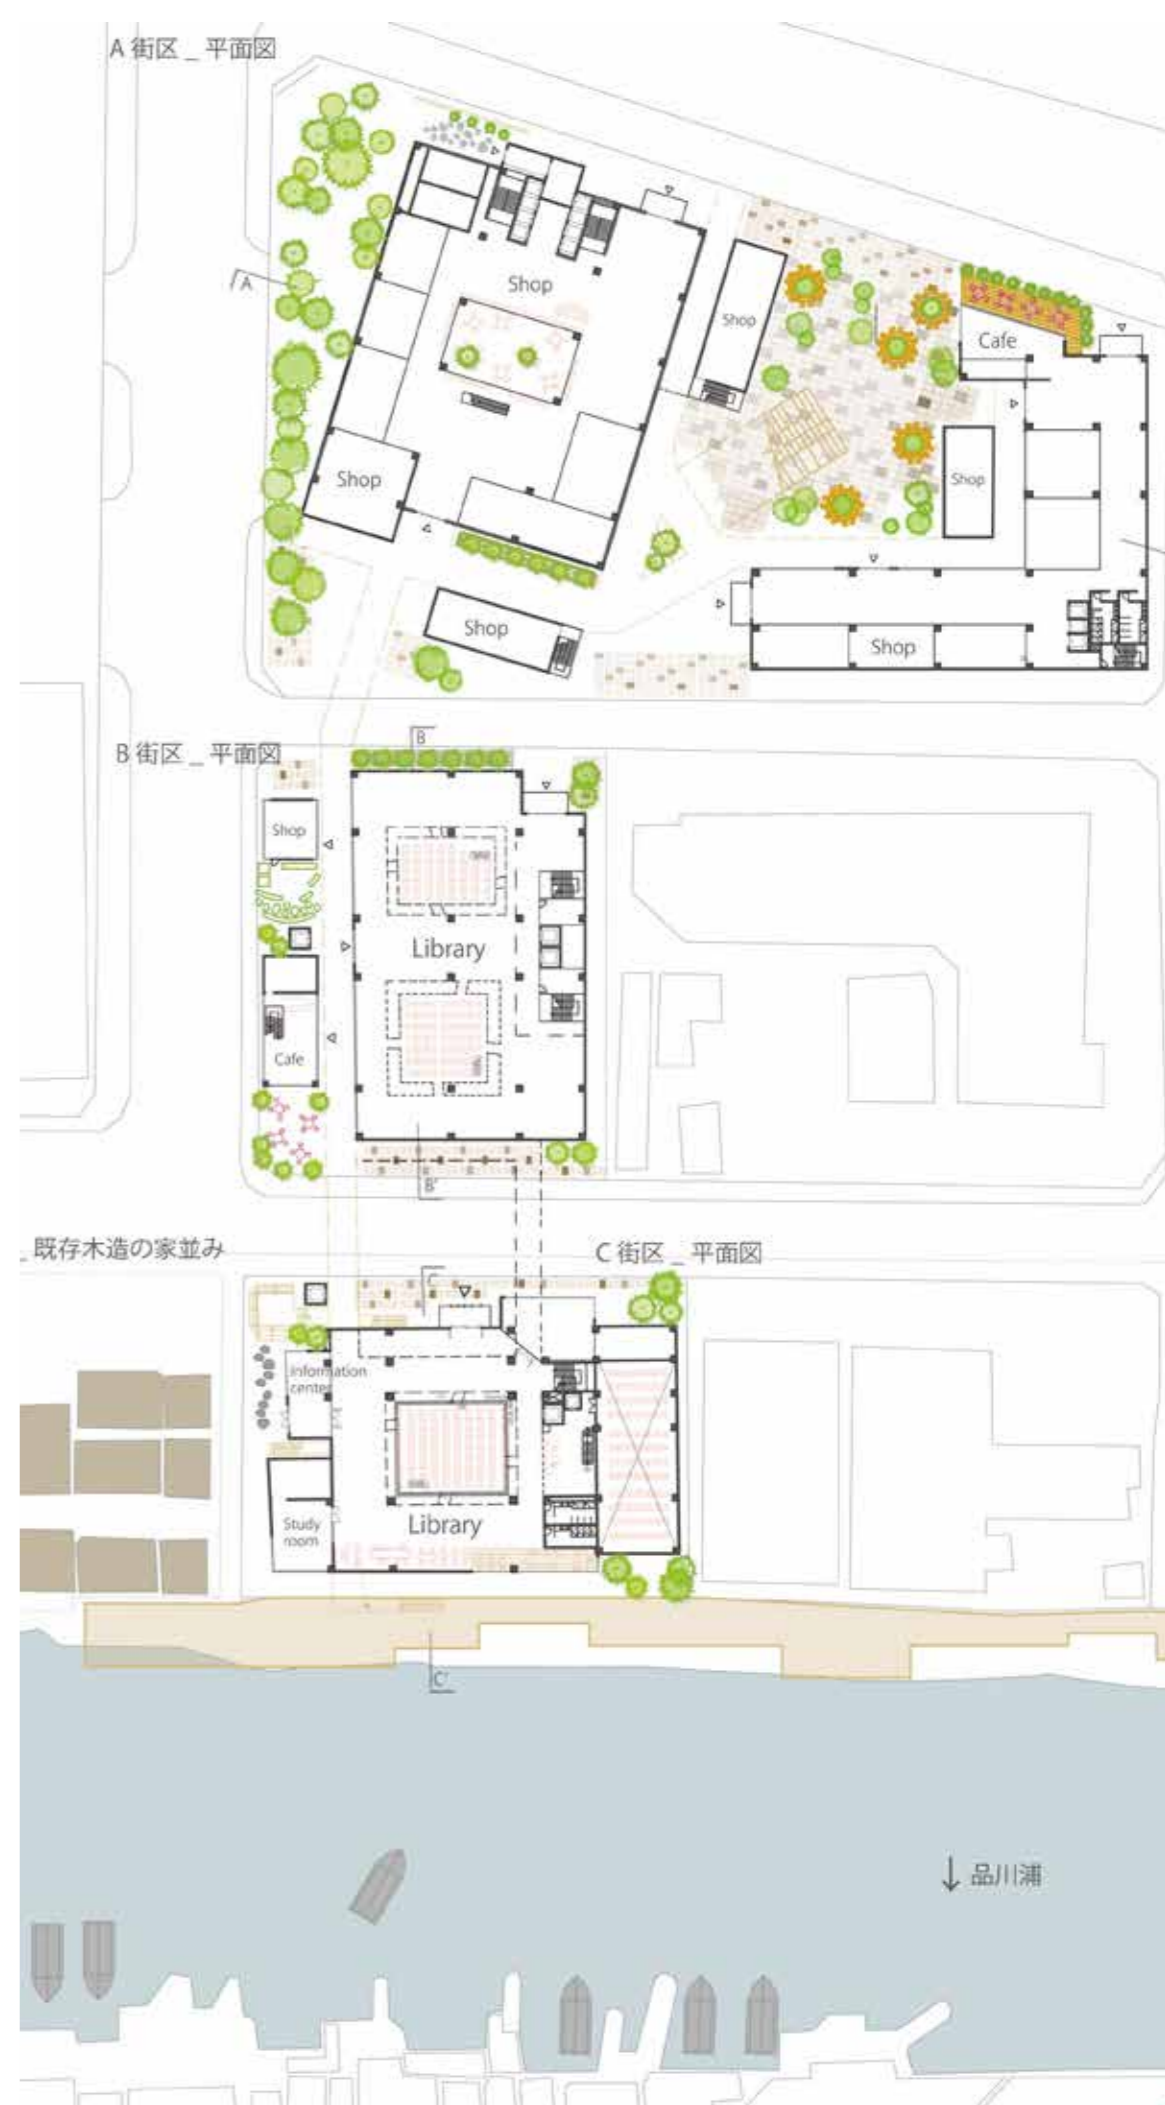 A 街区 _ 平面図
A
Shop
Shop
Cafe
Shop
Shop
Shop
Shop
B 街区 _ 平面図
B
Shop
Library
Cafe
B'
既存木造の家並み
C 街区 _ 平面図
C
Information
center
Study
room
Library
C'
↓ 品川浦